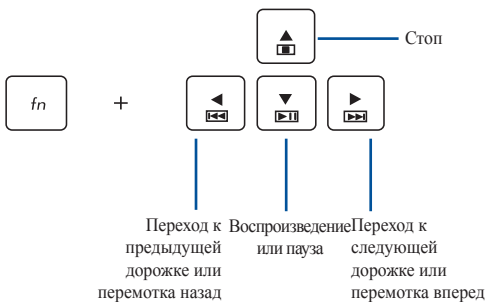 Стоп
fn +
Переход к
предыдущей
дорожке или
перемотка назад
Воспроизведение
или пауза
Переход к
следующей
дорожке или
перемотка вперед